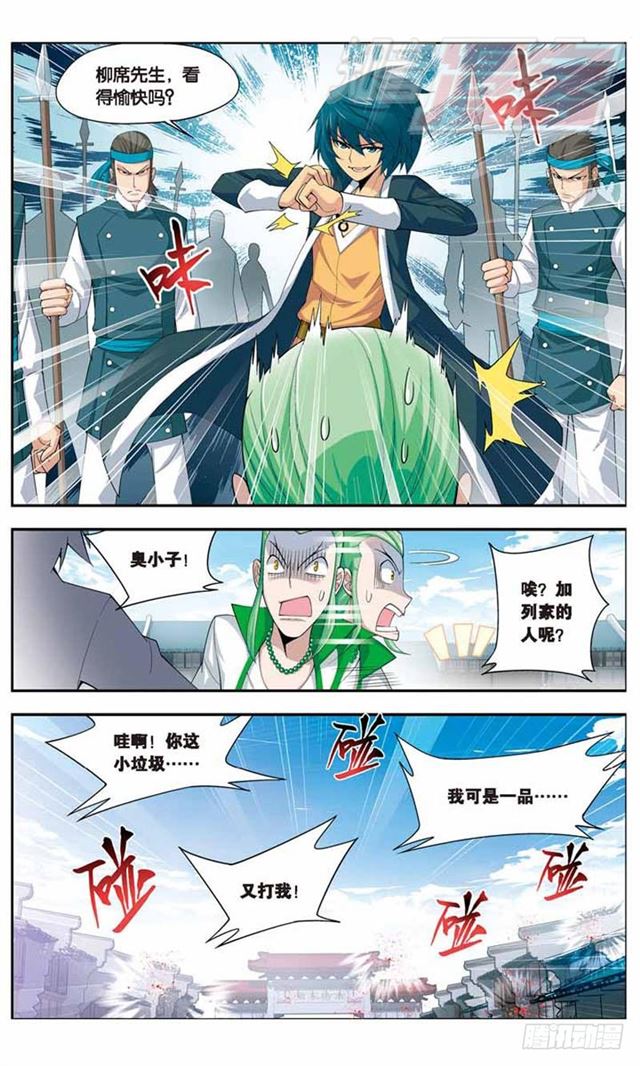 柳席先生，看
得愉快吗？
咔
咔
臭小子！
唉？加
列家的
人呢？
哇啊！你这
小垃圾……
碰
我可是一品……
碰
又打我！
碰
碰
腾讯动漫